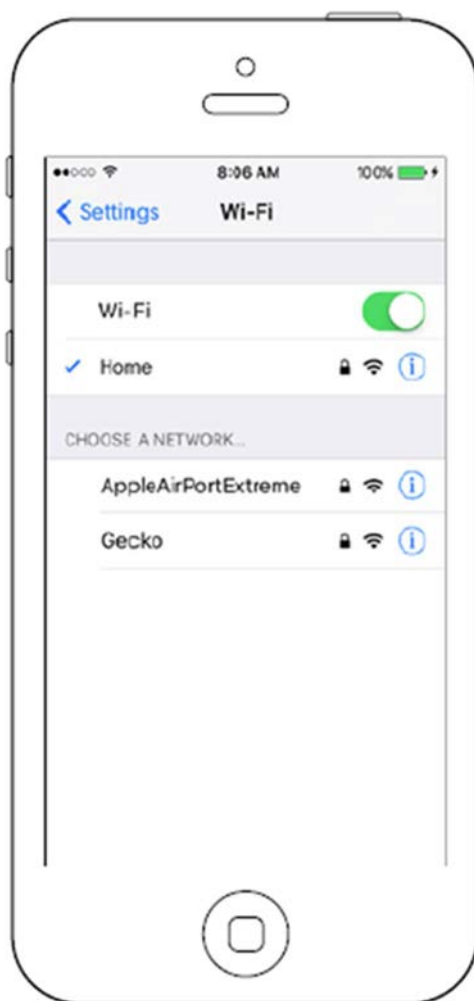 8:06 AM 100%
Settings Wi-Fi
Wi-Fi
Home
CHOOSE A NETWORK...
AppleAirPortExtreme
Gecko